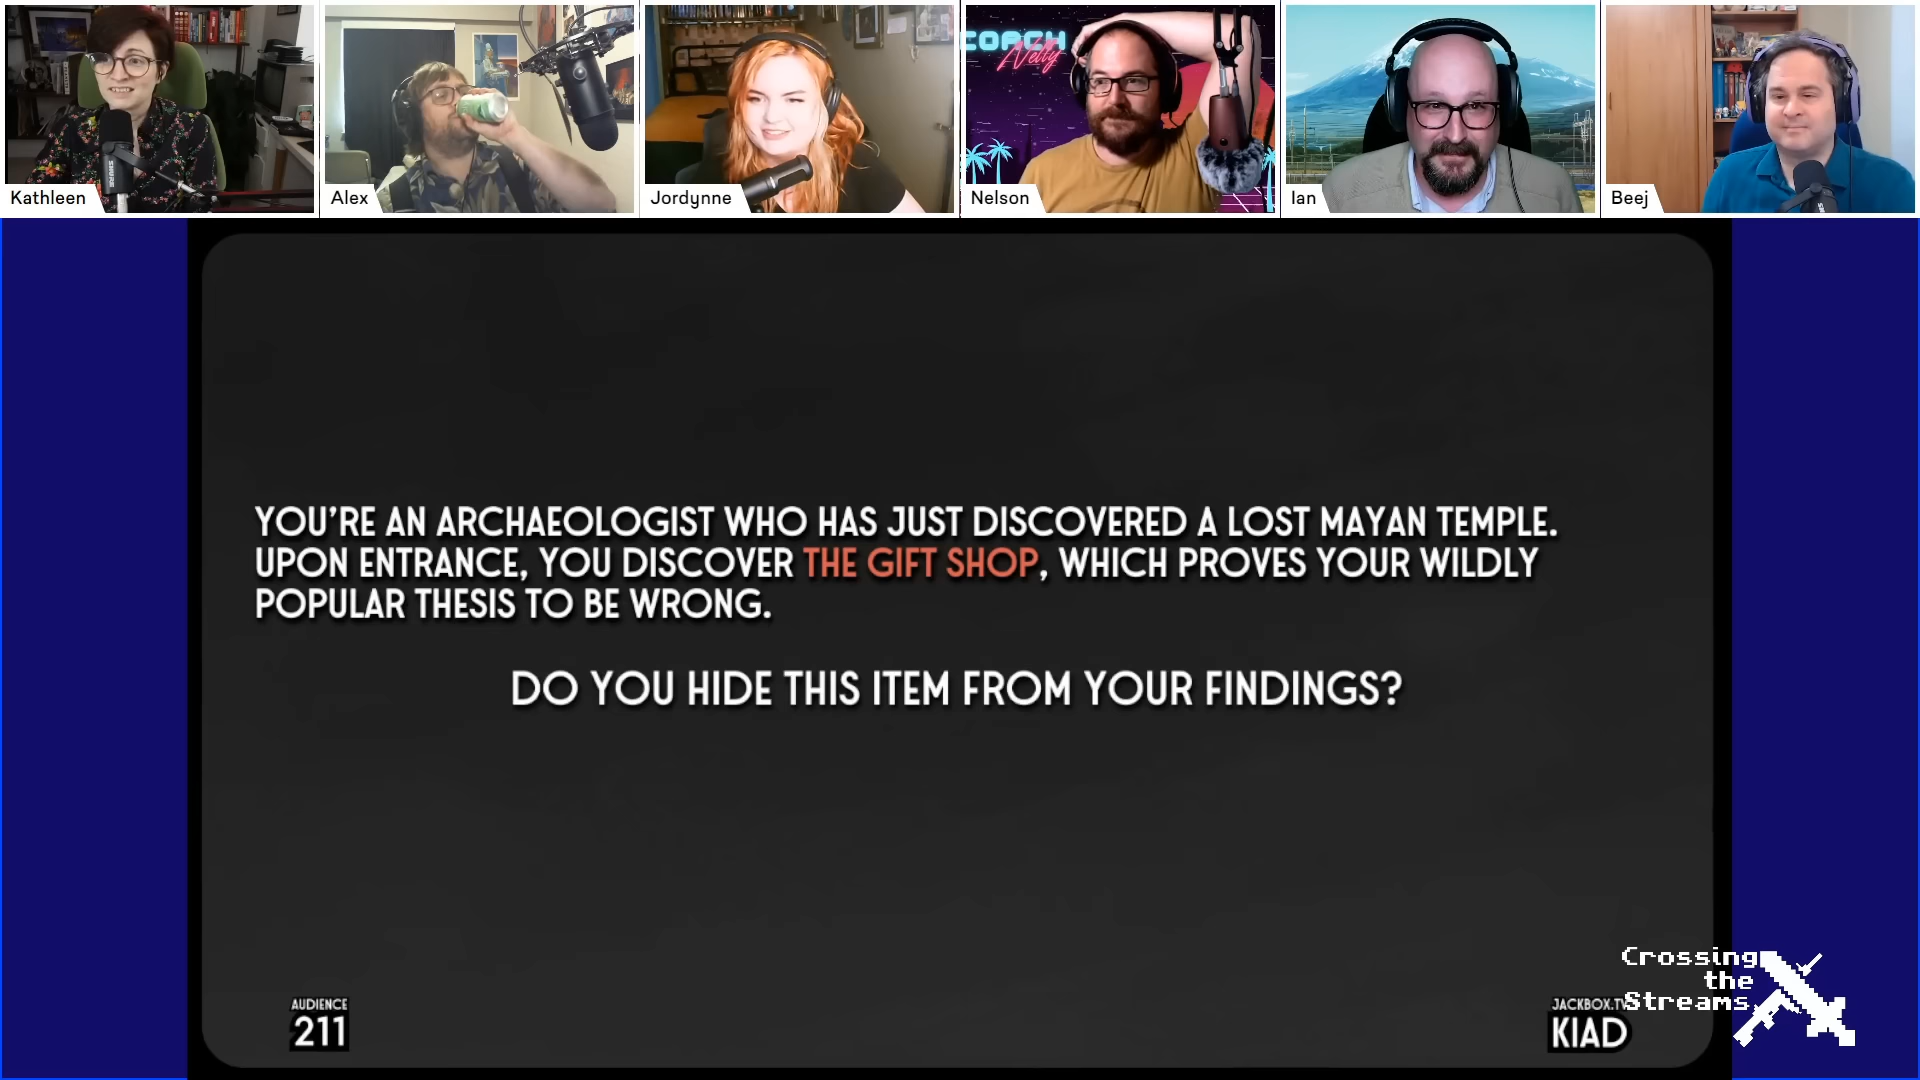 Kathleen
Alex
Jordynne
Nelson
Ian
Beej
COACH
Nelly
YOU'RE AN ARCHAEOLOGIST WHO HAS JUST DISCOVERED A LOST MAYAN TEMPLE.
UPON ENTRANCE, YOU DISCOVER THE GIFT SHOP, WHICH PROVES YOUR WILDLY
POPULAR THESIS TO BE WRONG.
DO YOU HIDE THIS ITEM FROM YOUR FINDINGS?
AUDIENCE
211
JACKBOX.TV
KIAD
Crossing
the
Streams